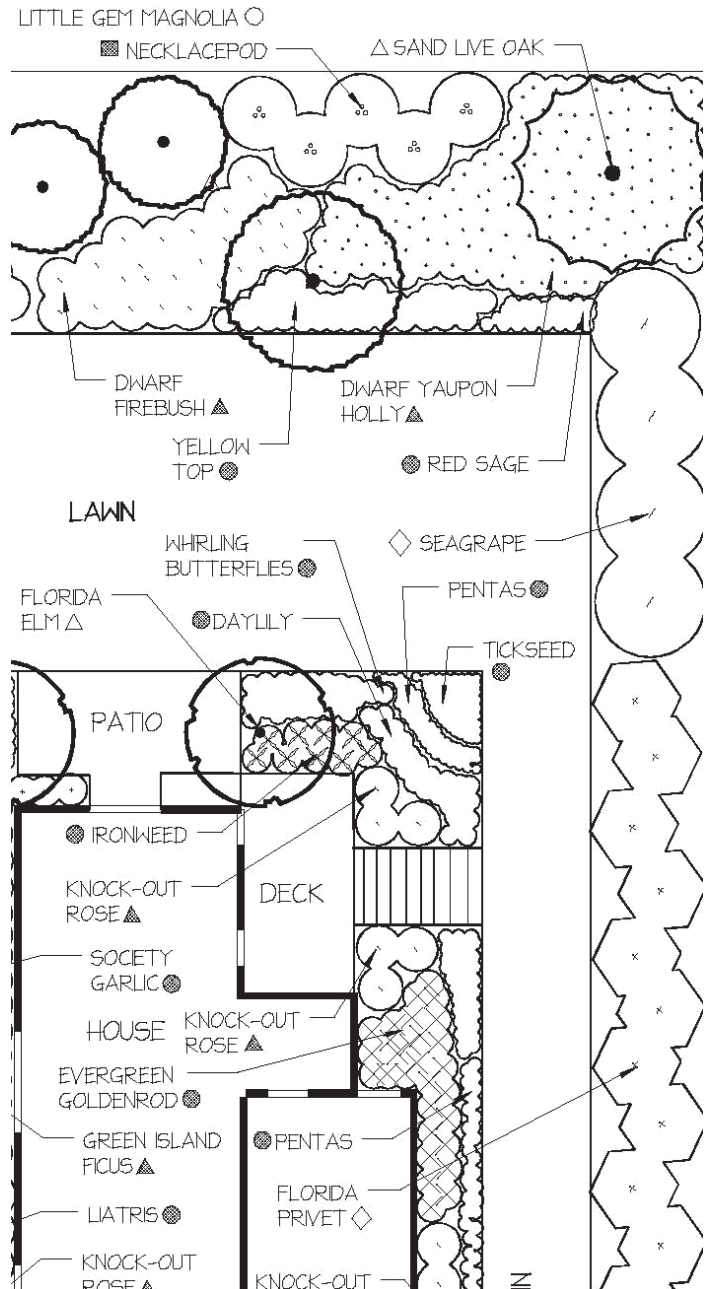 LITTLE GEM MAGNOLIA
NECKLACEPOD
SAND LIVE OAK
DWARF
FIREBUSH
DWARF YAUPON
HOLLY
YELLOW
TOP
RED SAGE
LAWN
WHIRLING
BUTTERFLIES
SEAGRAPE
FLORIDA
ELM
PENTAS
DAYLILY
TICKSEED
PATIO
IRONWEED
KNOCK-OUT
ROSE
DECK
SOCIETY
GARLIC
HOUSE
KNOCK-OUT
ROSE
EVERGREEN
GOLDENROD
GREEN ISLAND
FICUS
PENTAS
FLORIDA
PRIVET
LIATRIS
KNOCK-OUT
ROSE
KNOCK-OUT